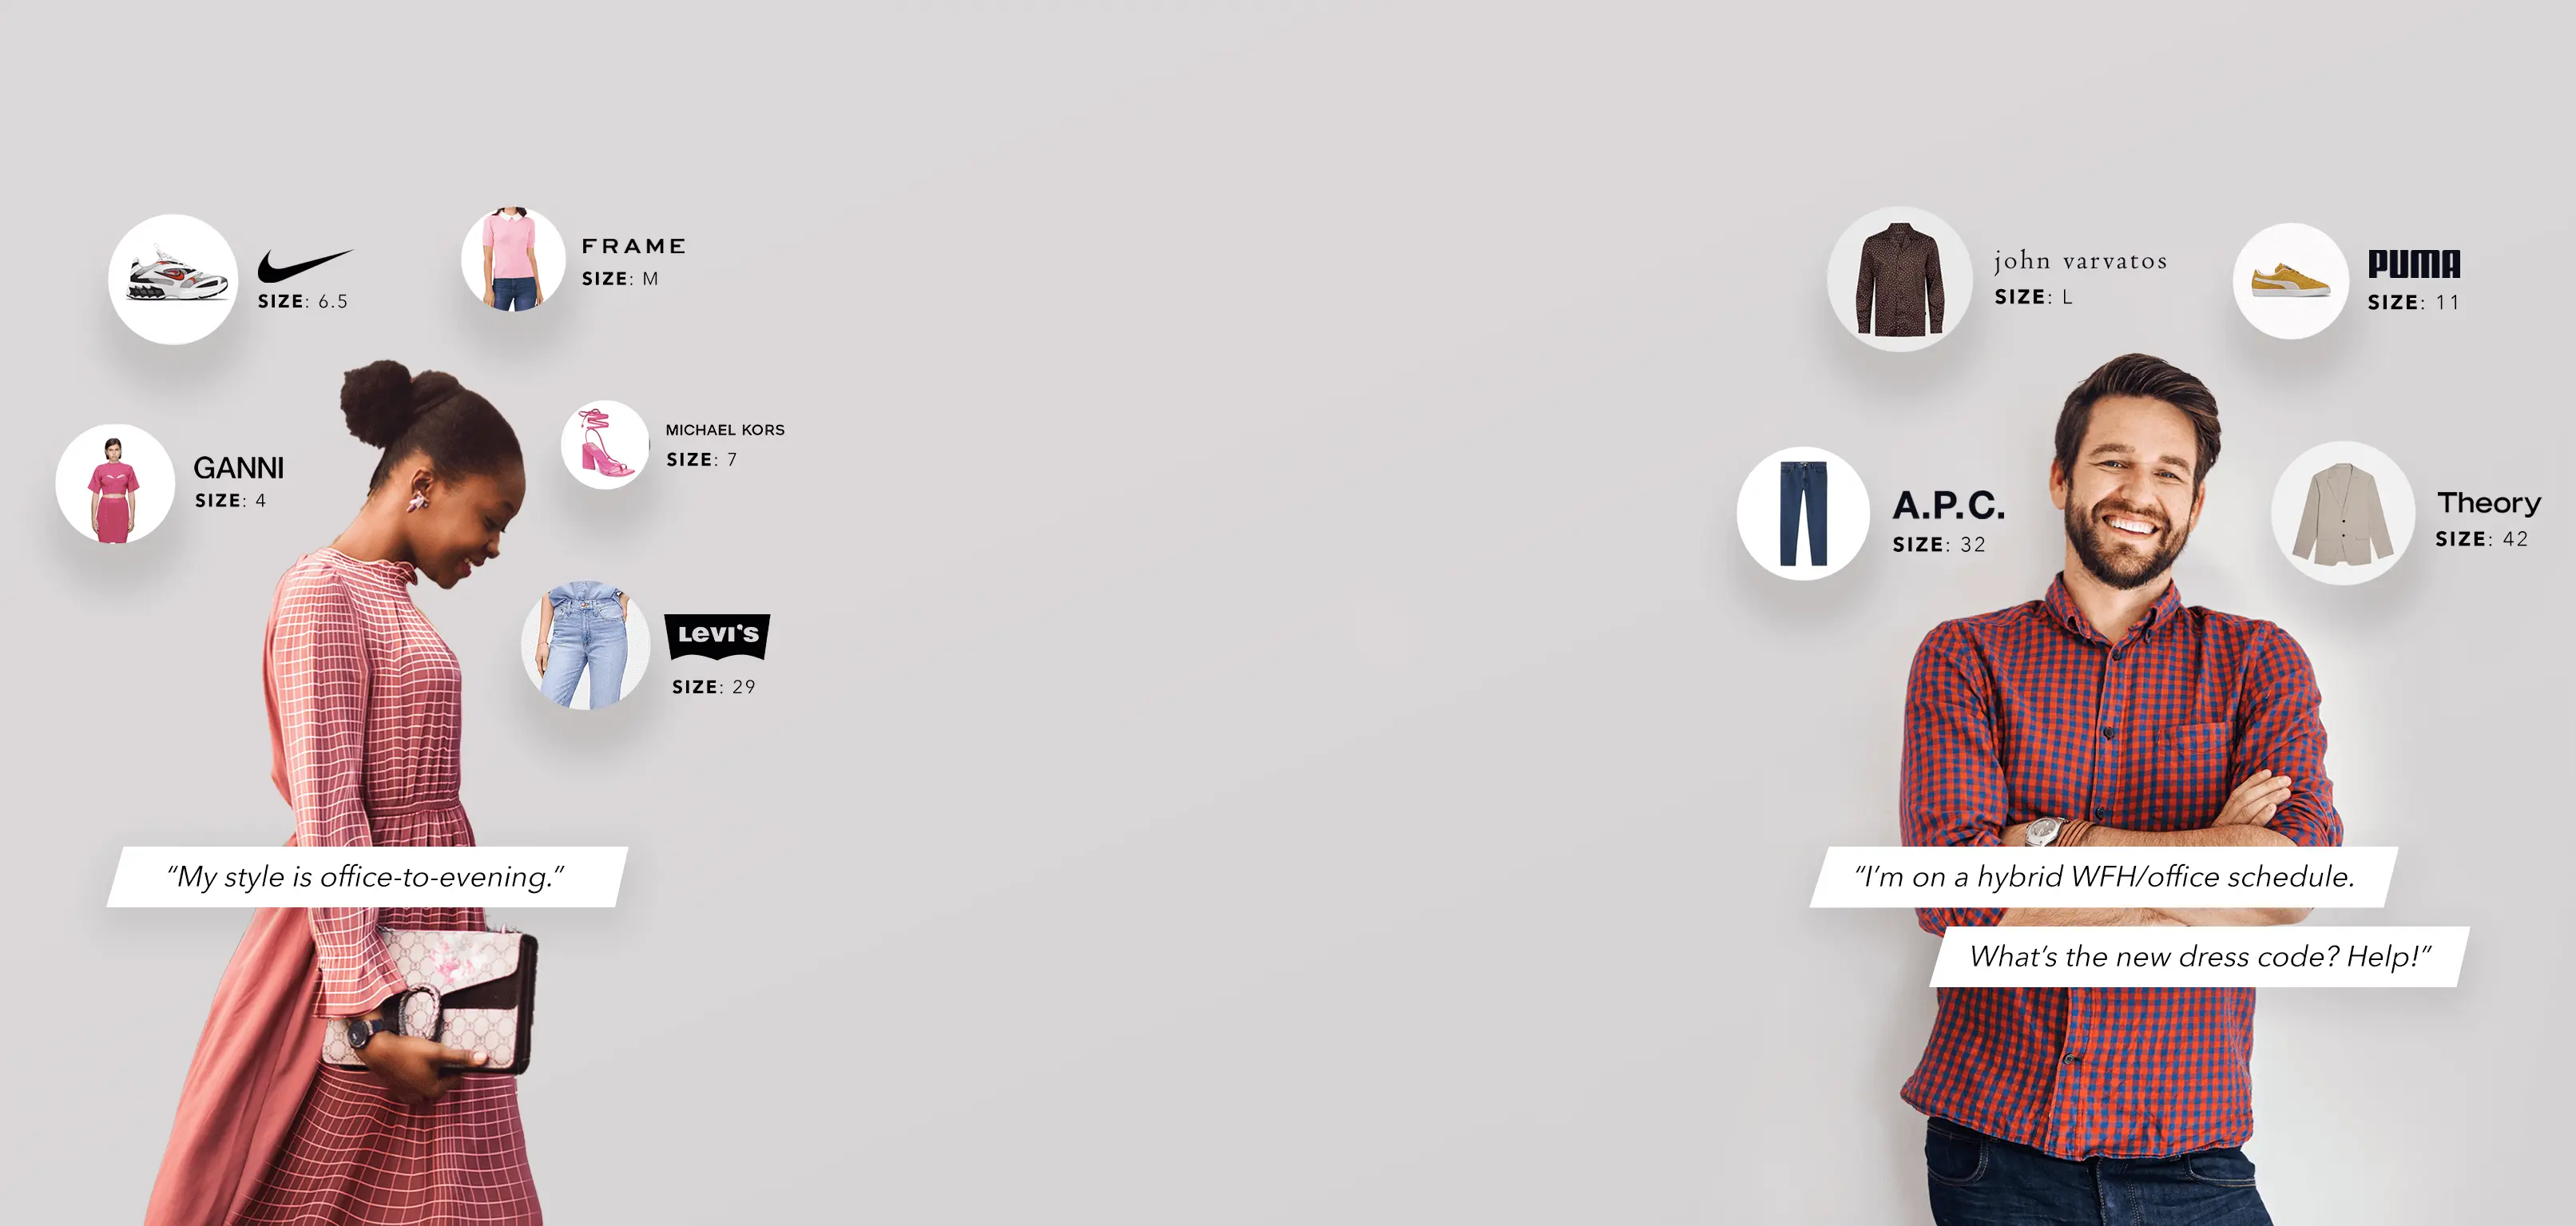 SIZE: 6.5
FRAME
SIZE: M
GANNI
SIZE: 4
MICHAEL KORS
SIZE: 7
LEVI'S
SIZE: 29
“My style is office-to-evening.”
john varvatos
SIZE: L
PUMA
SIZE: 11
A.P.C.
SIZE: 32
Theory
SIZE: 42
“I’m on a hybrid WFH/office schedule.
What’s the new dress code? Help!”